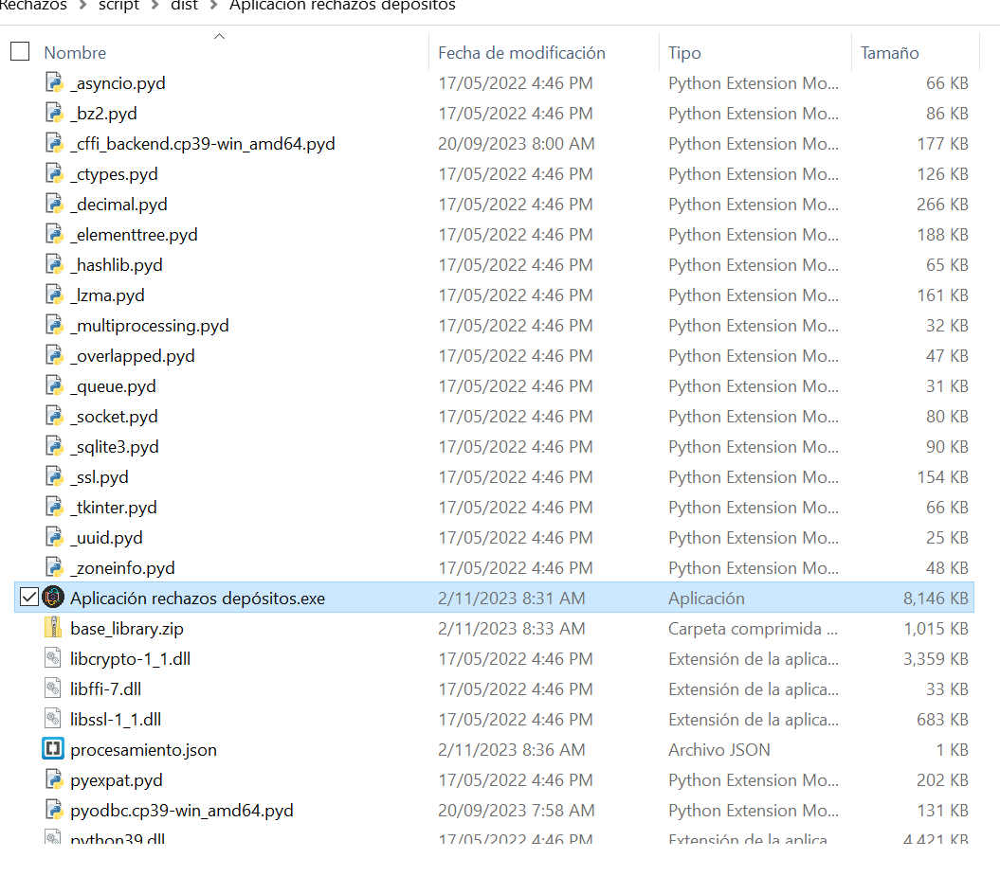 Rechazos > script > dist > Aplicación rechazos depósitos
Nombre Fecha de modificación Tipo Tamaño
_asyncio.pyd 17/05/2022 4:46 PM Python Extension Mo... 66 KB
_bz2.pyd 17/05/2022 4:46 PM Python Extension Mo... 86 KB
_cffi_backend.cp39-win_amd64.pyd 20/09/2023 8:00 AM Python Extension Mo... 177 KB
_ctypes.pyd 17/05/2022 4:46 PM Python Extension Mo... 126 KB
_decimal.pyd 17/05/2022 4:46 PM Python Extension Mo... 266 KB
_elementtree.pyd 17/05/2022 4:46 PM Python Extension Mo... 188 KB
_hashlib.pyd 17/05/2022 4:46 PM Python Extension Mo... 65 KB
_lzma.pyd 17/05/2022 4:46 PM Python Extension Mo... 161 KB
_multiprocessing.pyd 17/05/2022 4:46 PM Python Extension Mo... 32 KB
_overlapped.pyd 17/05/2022 4:46 PM Python Extension Mo... 47 KB
_queue.pyd 17/05/2022 4:46 PM Python Extension Mo... 31 KB
_socket.pyd 17/05/2022 4:46 PM Python Extension Mo... 80 KB
_sqlite3.pyd 17/05/2022 4:46 PM Python Extension Mo... 90 KB
_ssl.pyd 17/05/2022 4:46 PM Python Extension Mo... 154 KB
_tkinter.pyd 17/05/2022 4:46 PM Python Extension Mo... 66 KB
_uuid.pyd 17/05/2022 4:46 PM Python Extension Mo... 25 KB
_zoneinfo.pyd 17/05/2022 4:46 PM Python Extension Mo... 48 KB
Aplicación rechazos depósitos.exe 2/11/2023 8:31 AM Aplicación 8,146 KB
base_library.zip 2/11/2023 8:33 AM Carpeta comprimida ... 1,015 KB
libcrypto-1_1.dll 17/05/2022 4:46 PM Extensión de la aplica... 3,359 KB
libffi-7.dll 17/05/2022 4:46 PM Extensión de la aplica... 33 KB
libssl-1_1.dll 17/05/2022 4:46 PM Extensión de la aplica... 683 KB
procesamiento.json 2/11/2023 8:36 AM Archivo JSON 1 KB
pyexpat.pyd 17/05/2022 4:46 PM Python Extension Mo... 202 KB
pyodbc.cp39-win_amd64.pyd 20/09/2023 7:58 AM Python Extension Mo... 131 KB
python39.dll 17/05/2022 4:46 PM Extensión de la aplica... 4,421 KB